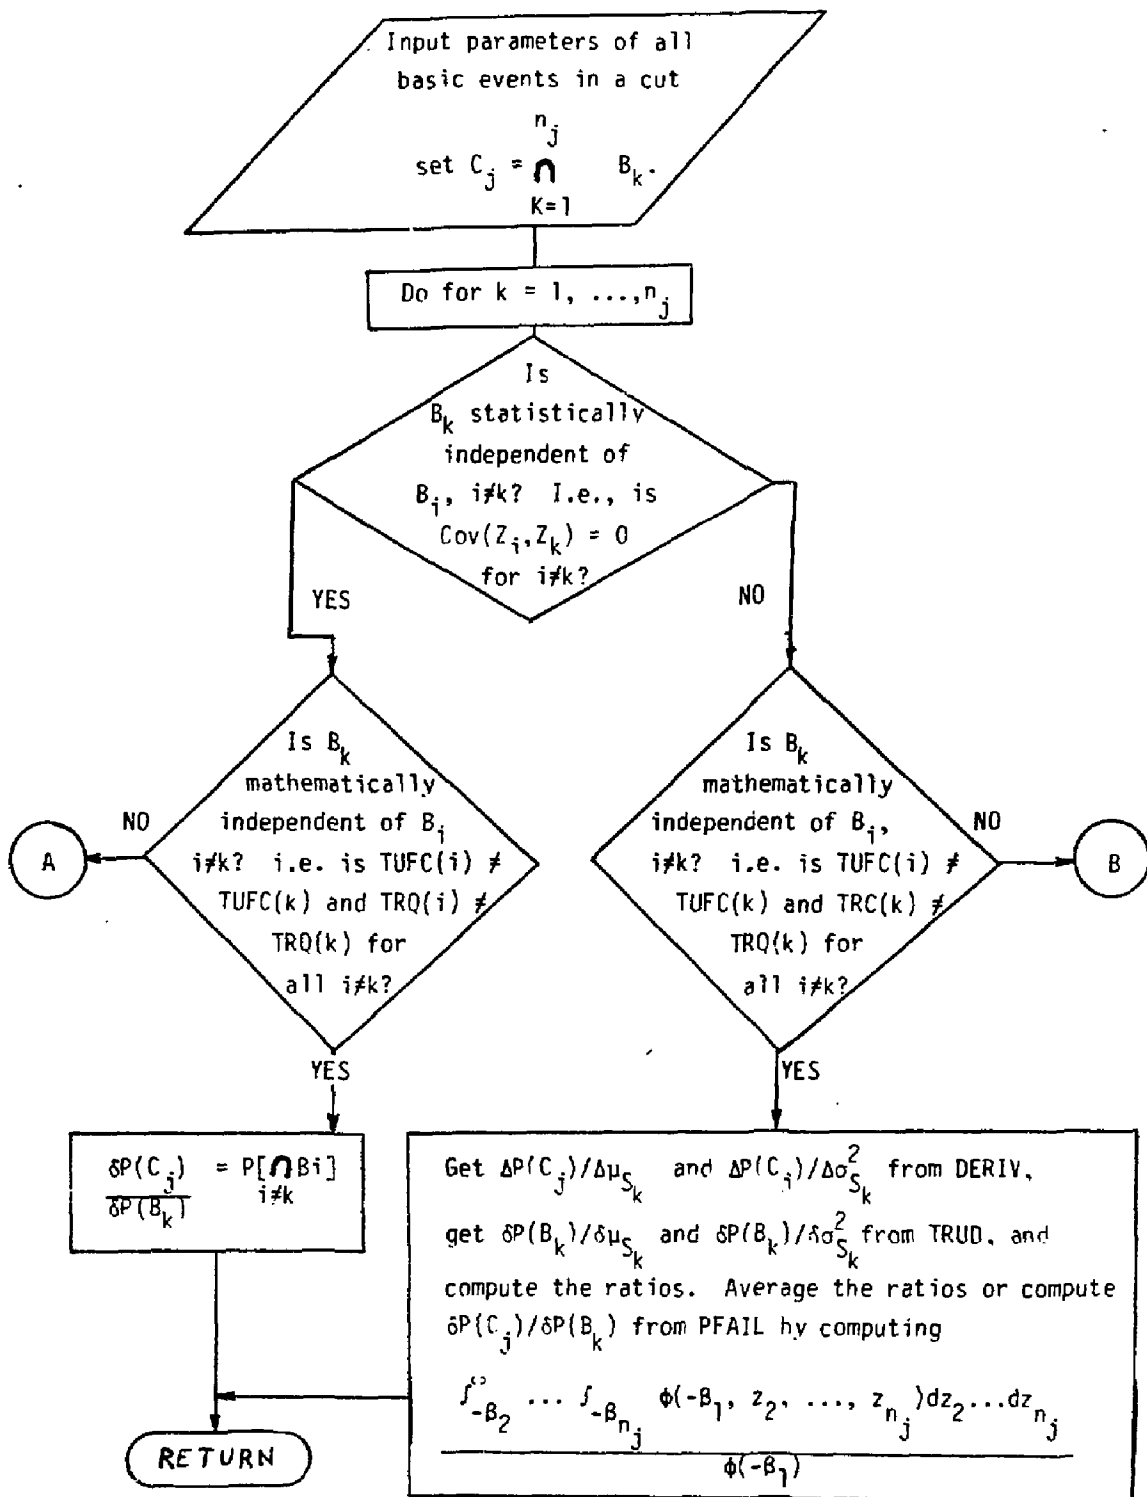 Input parameters of all
basic events in a cut
n_j
set C_j = ∩ B_k.
K=1
Do for k = 1, ...,n_j
Is
B_k statistically
independent of
B_i, i≠k? I.e., is
Cov(Z_i,Z_k) = 0
for i≠k?
YES
NO
Is B_k
mathematically
independent of B_i
i≠k? i.e. is TUFC(i) ≠
TUFC(k) and TRQ(i) ≠
TRQ(k) for
all i≠k?
NO
A
YES
Is B_k
mathematically
independent of B_i,
i≠k? i.e. is TUFC(i) ≠
TUFC(k) and TRC(k) ≠
TRQ(k) for
all i≠k?
NO
B
YES
δP(C_j) = P[∩Bi]
δP(B_k) i≠k
Get ΔP(C_j)/Δμ_S_k and ΔP(C_i)/Δσ²_S_k from DERIV,
get δP(B_k)/δμ_S_k and δP(B_k)/δσ²_S_k from TRUD, and
compute the ratios. Average the ratios or compute
δP(C_j)/δP(B_k) from PFAIL by computing
∫_-β_2^∞ ... ∫_-β_n_j φ(-β_1, z_2, ..., z_n_j)dz_2...dz_n_j
φ(-β_1)
RETURN